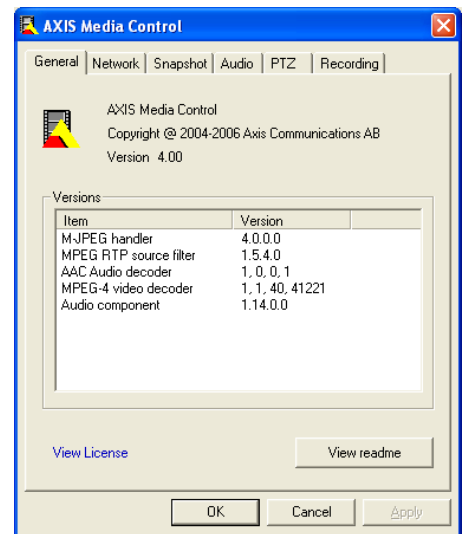 AXIS Media Control
General Network Snapshot Audio PTZ Recording
AXIS Media Control
Copyright @ 2004-2006 Axis Communications AB
Version 4.00
Versions
Item Version
M-JPEG handler 4.0.0.0
MPEG RTP source filter 1.5.4.0
AAC Audio decoder 1, 0, 0, 1
MPEG-4 video decoder 1, 1, 40, 41221
Audio component 1.14.0.0
View License View readme
OK Cancel Apply